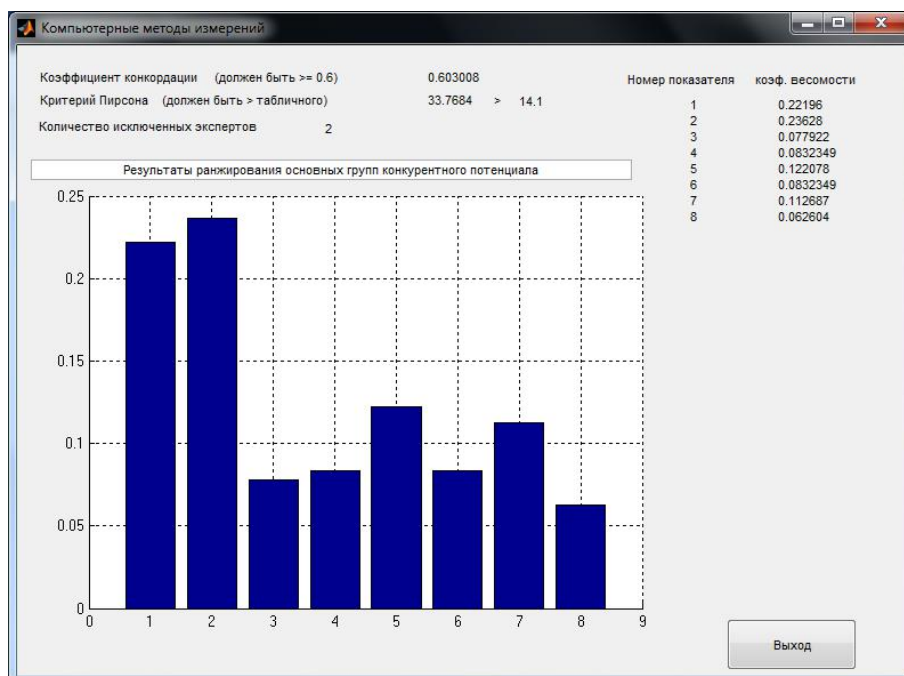 Компьютерные методы измерений
Коэффициент конкордации (должен быть >= 0.6) 0.603008
Критерий Пирсона (должен быть > табличного) 33.7684 > 14.1
Количество исключенных экспертов 2
Номер показателя коэф. весомости
1 0.22196
2 0.23628
3 0.077922
4 0.0832349
5 0.122078
6 0.0832349
7 0.112687
8 0.062604
Результаты ранжирования основных групп конкурентного потенциала
0.25
0.2
0.15
0.1
0.05
0
0 1 2 3 4 5 6 7 8 9
Выход